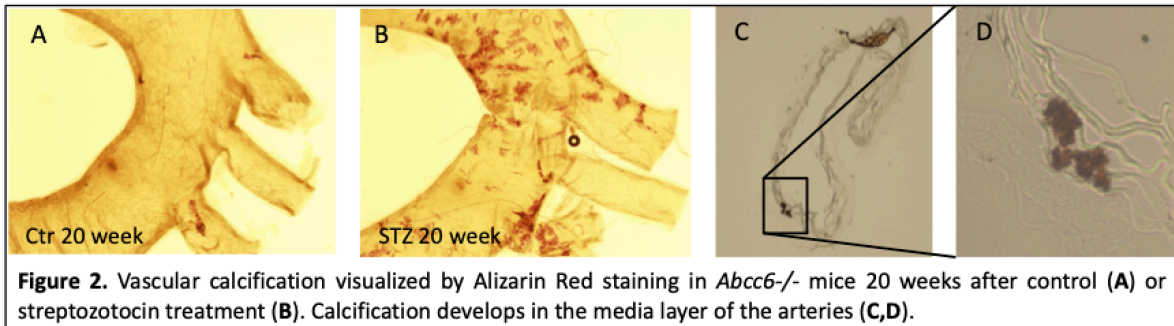 A
B
C
D
Ctr 20 week
STZ 20 week
Figure 2. Vascular calcification visualized by Alizarin Red staining in Abcc6-/- mice 20 weeks after control (A) or
streptozotocin treatment (B). Calcification develops in the media layer of the arteries (C,D).